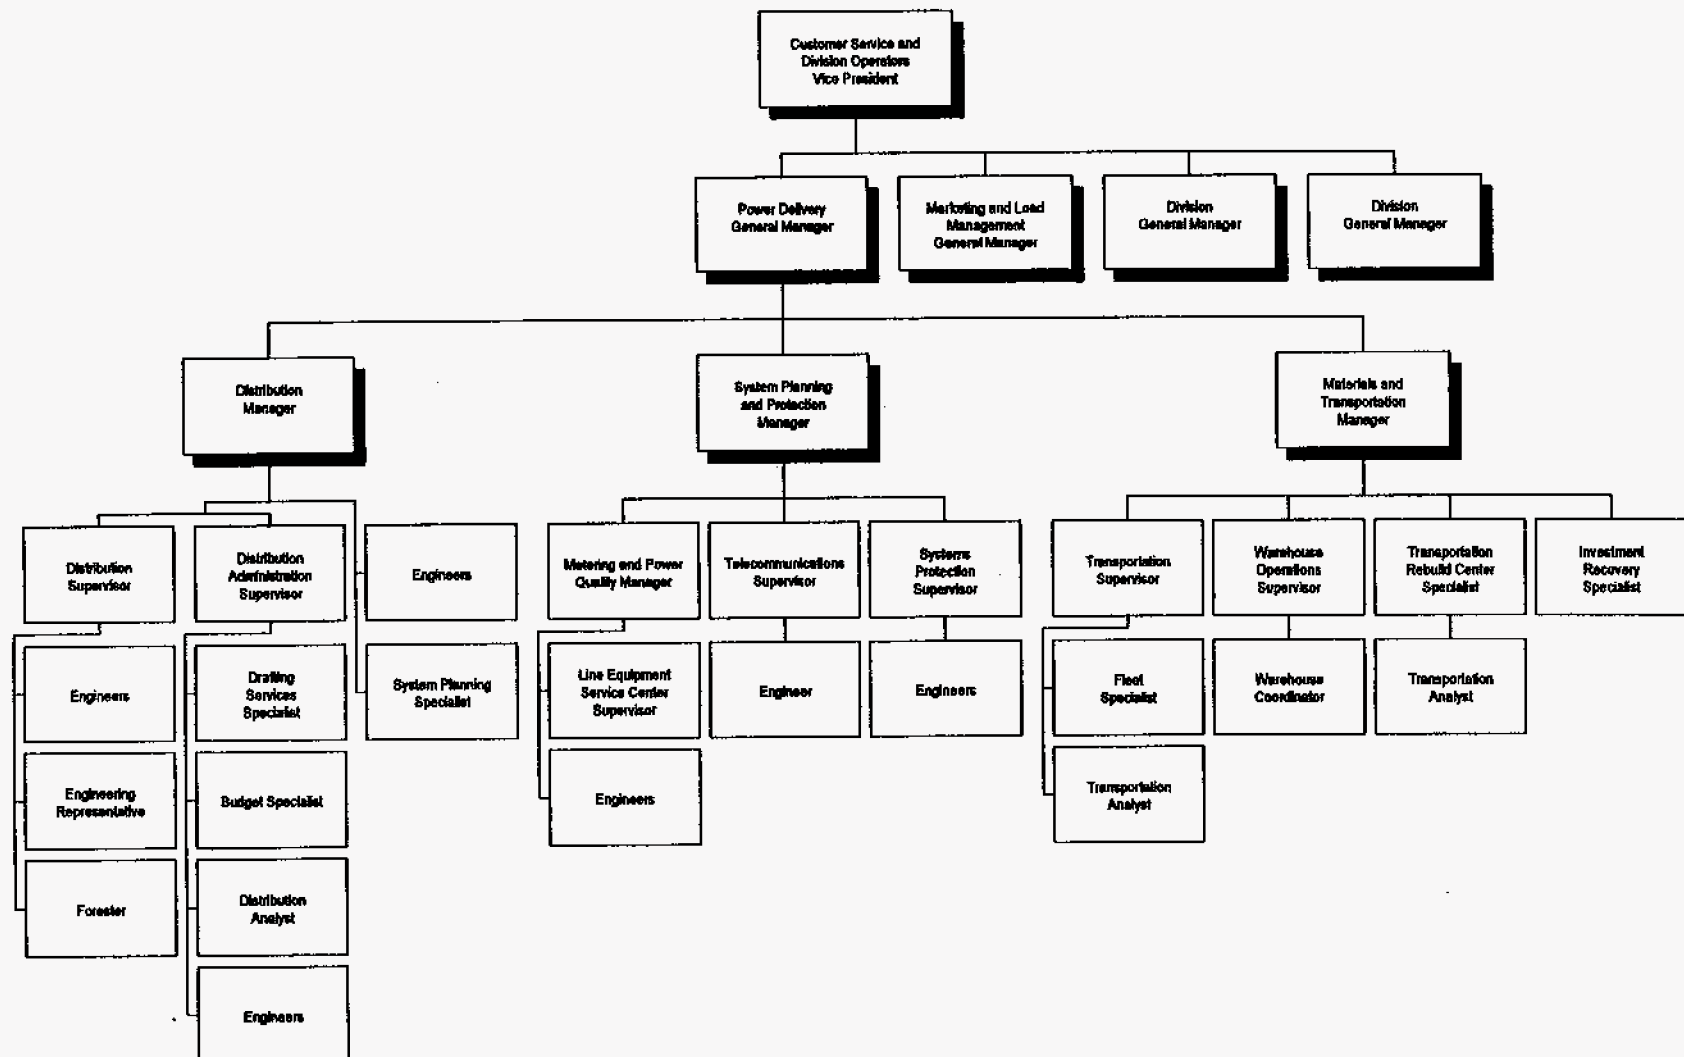 Customer Service and
Division Operators
Vice President
Power Delivery
General Manager
Marketing and Load
Management
General Manager
Division
General Manager
Division
General Manager
Distribution
Manager
System Planning
and Protection
Manager
Materials and
Transportation
Manager
Distribution
Supervisor
Distribution
Administration
Supervisor
Engineers
Metering and Power
Quality Manager
Telecommunications
Supervisor
Systems
Protection
Supervisor
Transportation
Supervisor
Warehouse
Operations
Supervisor
Transportation
Rebuild Center
Specialist
Investment
Recovery
Specialist
Engineers
Drafting
Services
Specialist
System Planning
Specialist
Line Equipment
Service Center
Supervisor
Engineer
Engineers
Fleet
Specialist
Warehouse
Coordinator
Transportation
Analyst
Engineering
Representative
Budget Specialist
Engineers
Transportation
Analyst
Forester
Distribution
Analyst
Engineers